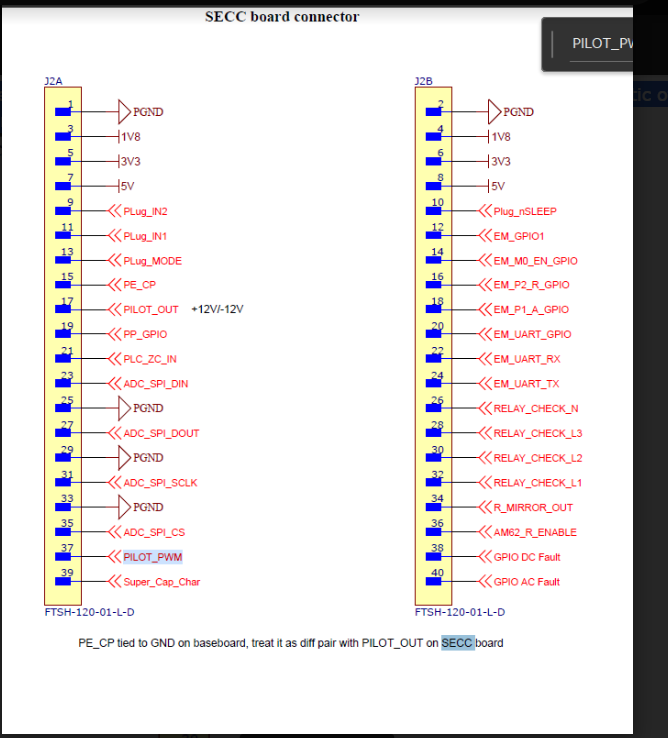 SECC board connector
PILOT_PW
J2A
1 PGND
3 1V8
5 3V3
7 5V
9 PLug_IN2
11 PLug_IN1
13 PLug_MODE
15 PE_CP
17 PILOT_OUT +12V/-12V
19 PP_GPIO
21 PLC_ZC_IN
23 ADC_SPI_DIN
25 PGND
27 ADC_SPI_DOUT
29 PGND
31 ADC_SPI_SCLK
33 PGND
35 ADC_SPI_CS
37 PILOT_PWM
39 Super_Cap_Char
FTSH-120-01-L-D
J2B
2 PGND
4 1V8
6 3V3
8 5V
10 Plug_nSLEEP
12 EM_GPIO1
14 EM_M0_EN_GPIO
16 EM_P2_R_GPIO
18 EM_P1_A_GPIO
20 EM_UART_GPIO
22 EM_UART_RX
24 EM_UART_TX
26 RELAY_CHECK_N
28 RELAY_CHECK_L3
30 RELAY_CHECK_L2
32 RELAY_CHECK_L1
34 R_MIRROR_OUT
36 AM62_R_ENABLE
38 GPIO DC Fault
40 GPIO AC Fault
FTSH-120-01-L-D
PE_CP tied to GND on baseboard, treat it as diff pair with PILOT_OUT on SECC board